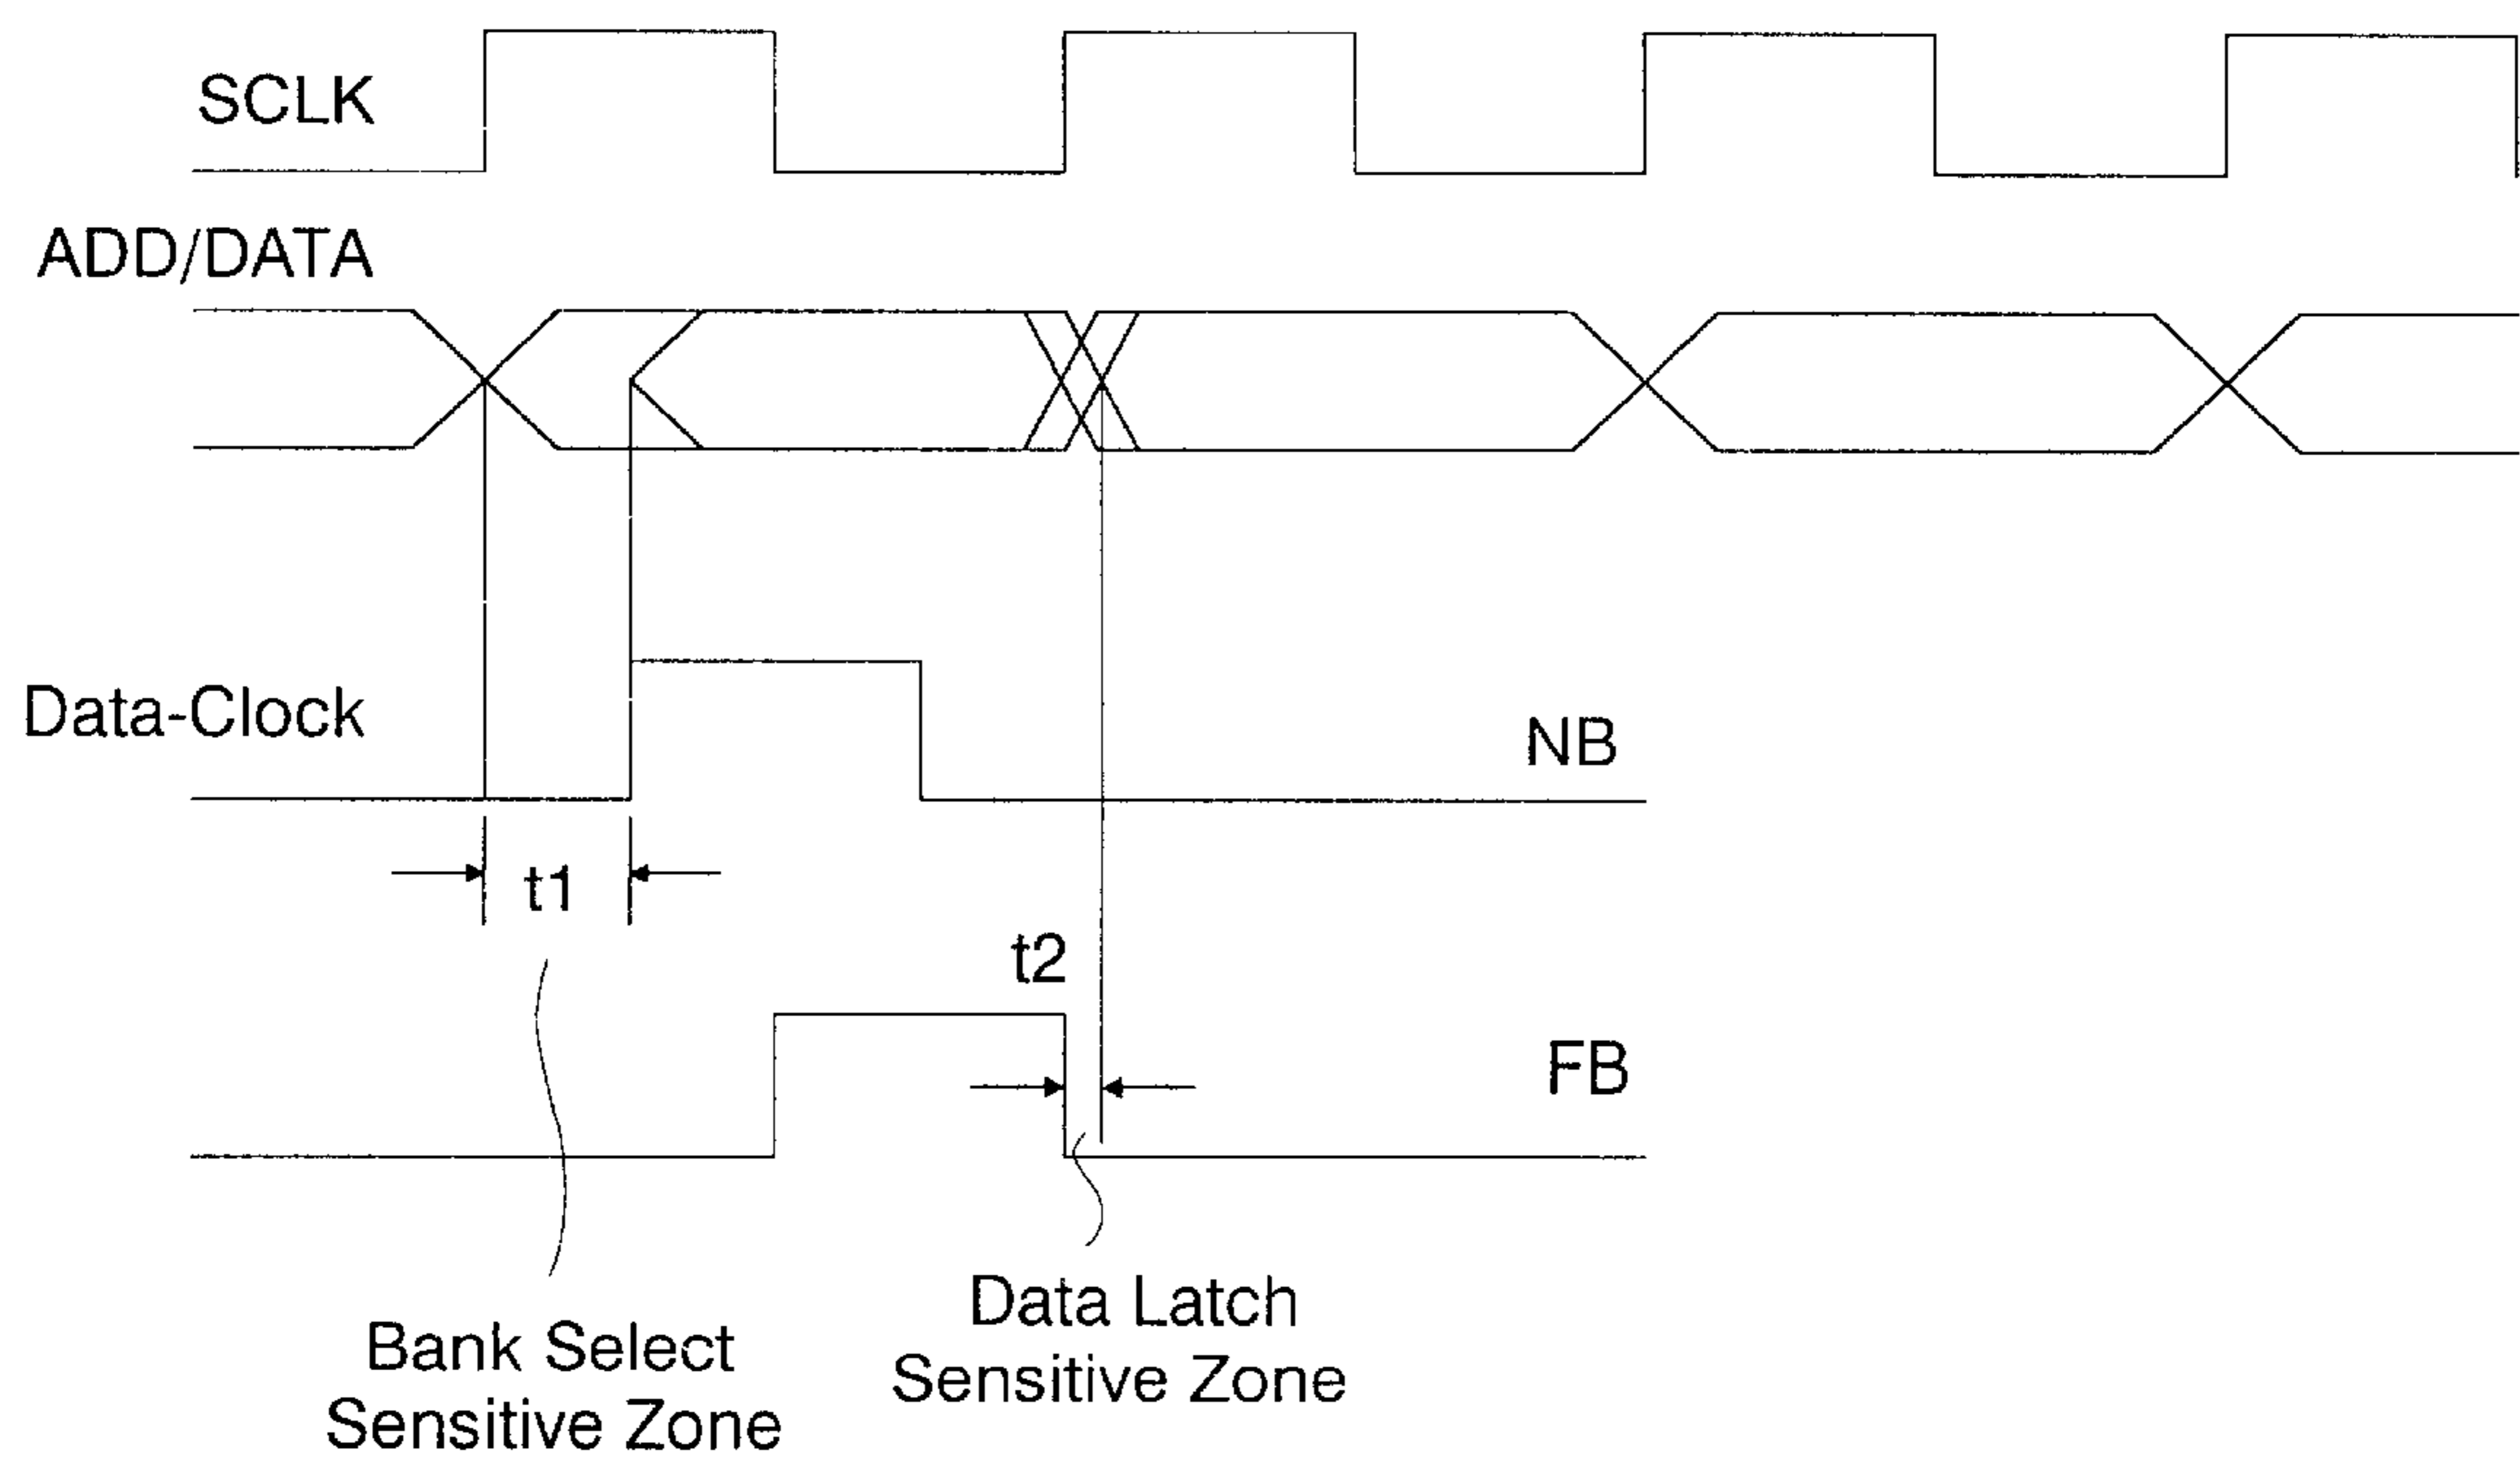 SCLK
ADD/DATA
Data-Clock
NB
t1
t2
FB
Data Latch
Sensitive Zone
Bank Select
Sensitive Zone